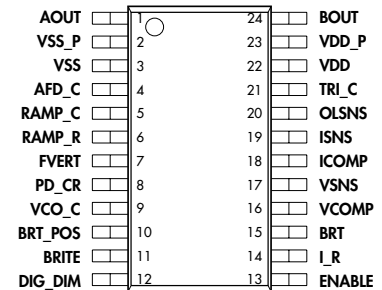 AOUT 1 24 BOUT
VSS_P 2 23 VDD_P
VSS 3 22 VDD
AFD_C 4 21 TRI_C
RAMP_C 5 20 OLSNS
RAMP_R 6 19 ISNS
FVERT 7 18 ICOMP
PD_CR 8 17 VSNS
VCO_C 9 16 VCOMP
BRT_POS 10 15 BRT
BRITE 11 14 I_R
DIG_DIM 12 13 ENABLE